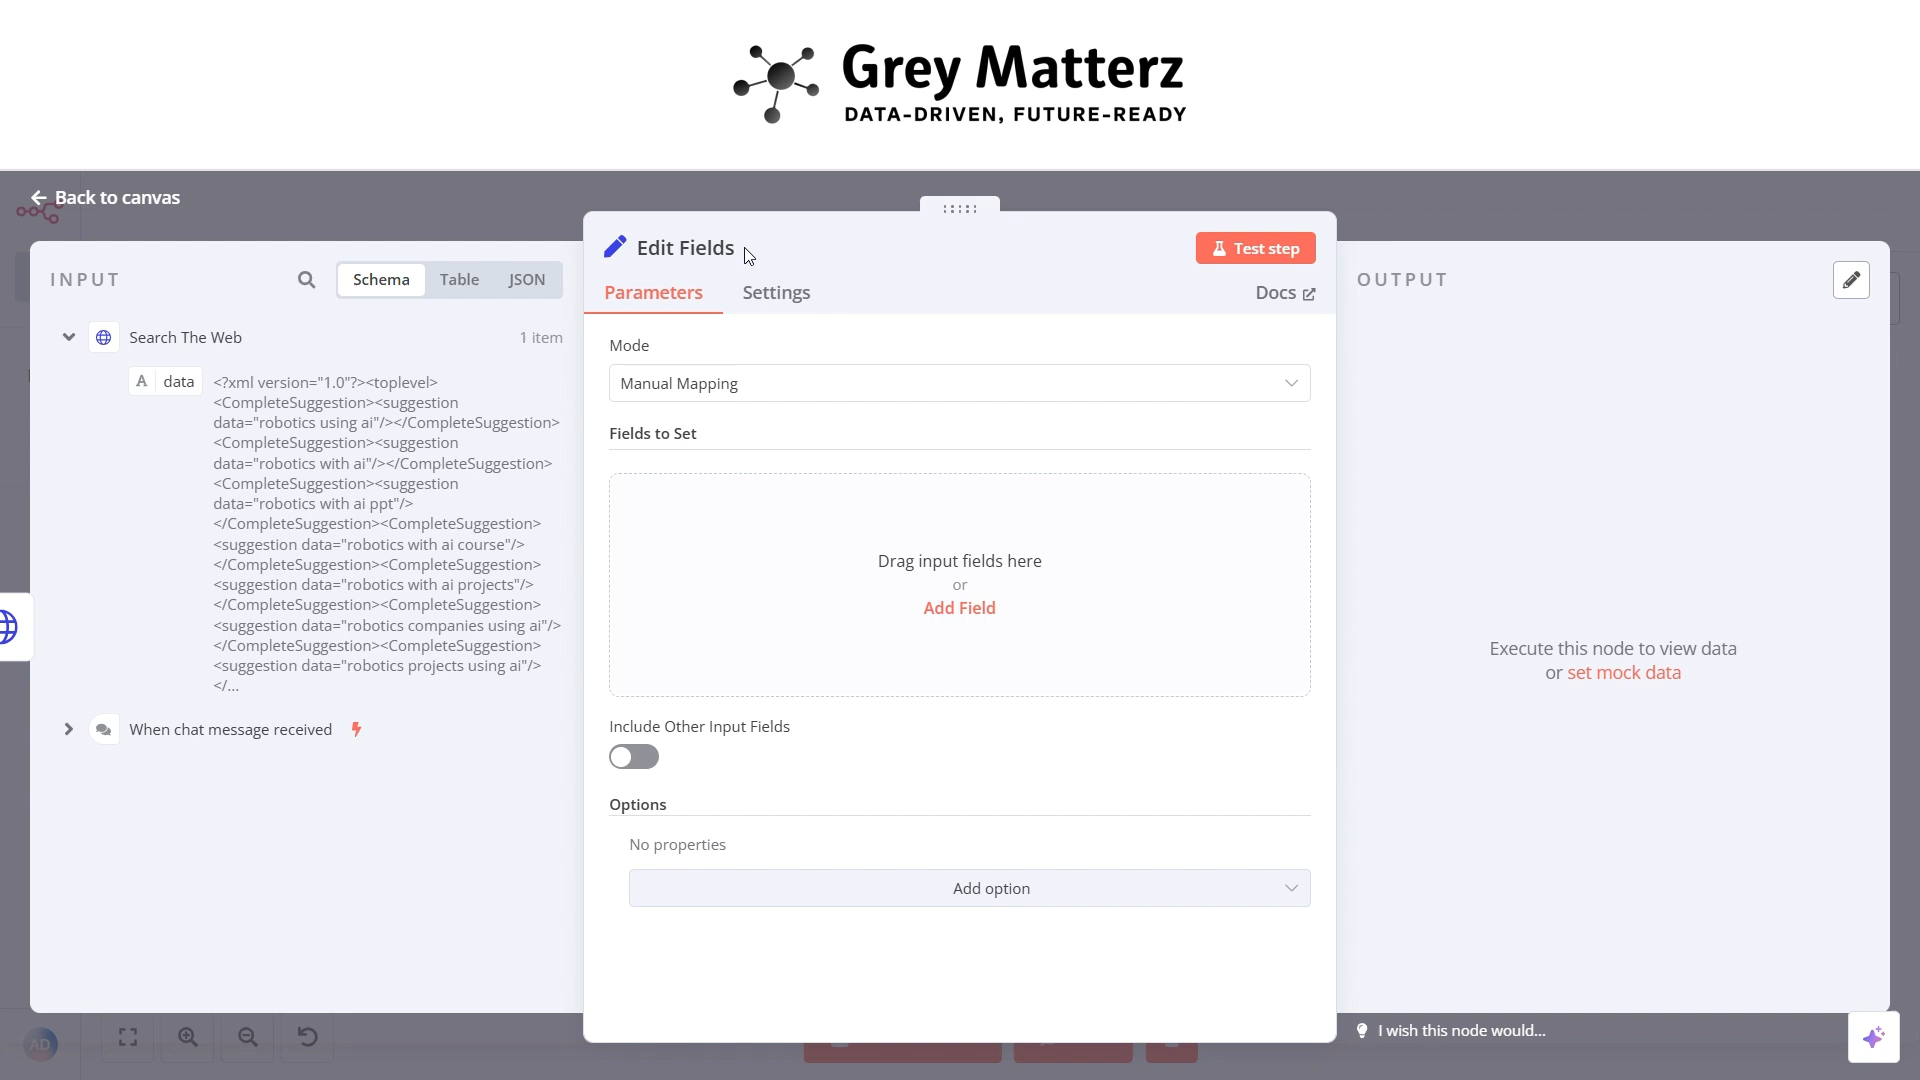 Grey Matterz
DATA-DRIVEN, FUTURE-READY
Back to canvas
INPUT
Schema
Table
JSON
Search The Web
1 item
A data
<?xml version="1.0"?><toplevel>
<CompleteSuggestion><suggestion
data="robotics using ai"/></CompleteSuggestion>
<CompleteSuggestion><suggestion
data="robotics with ai"/></CompleteSuggestion>
<CompleteSuggestion><suggestion
data="robotics with ai ppt"/>
</CompleteSuggestion><CompleteSuggestion>
<suggestion data="robotics with ai course"/>
</CompleteSuggestion><CompleteSuggestion>
<suggestion data="robotics with ai projects"/>
</CompleteSuggestion><CompleteSuggestion>
<suggestion data="robotics companies using ai"/>
</CompleteSuggestion><CompleteSuggestion>
<suggestion data="robotics projects using ai"/>
</...
When chat message received
Edit Fields
Test step
Parameters
Settings
Docs
Mode
Manual Mapping
Fields to Set
Drag input fields here
or
Add Field
Include Other Input Fields
Options
No properties
Add option
OUTPUT
Execute this node to view data
or set mock data
I wish this node would...
AD